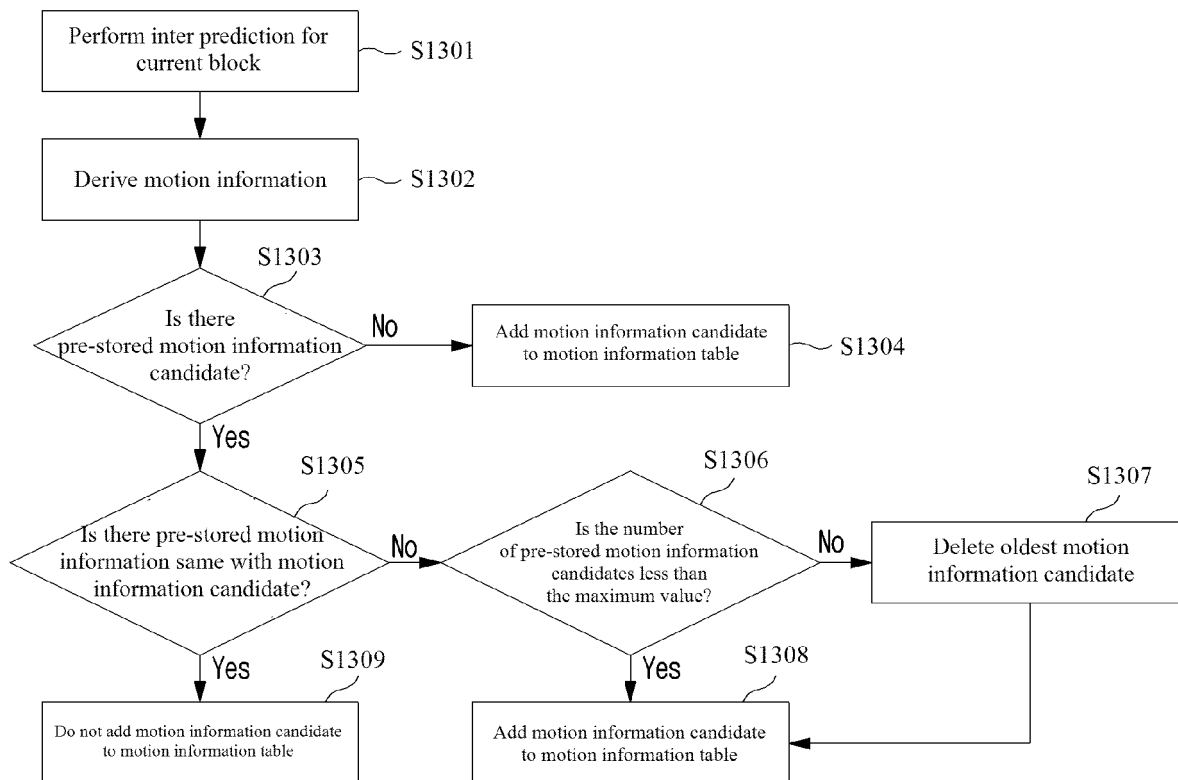 Perform inter prediction for
current block
S1301
Derive motion information
S1302
S1303
Is there
pre-stored motion information
candidate?
No
Add motion information candidate
to motion information table
S1304
Yes
S1305
Is there pre-stored motion
information same with motion
information candidate?
No
S1306
Is the number
of pre-stored motion information
candidates less than
the maximum value?
No
S1307
Delete oldest motion
information candidate
Yes
S1309
Do not add motion information candidate
to motion information table
Yes
S1308
Add motion information candidate
to motion information table